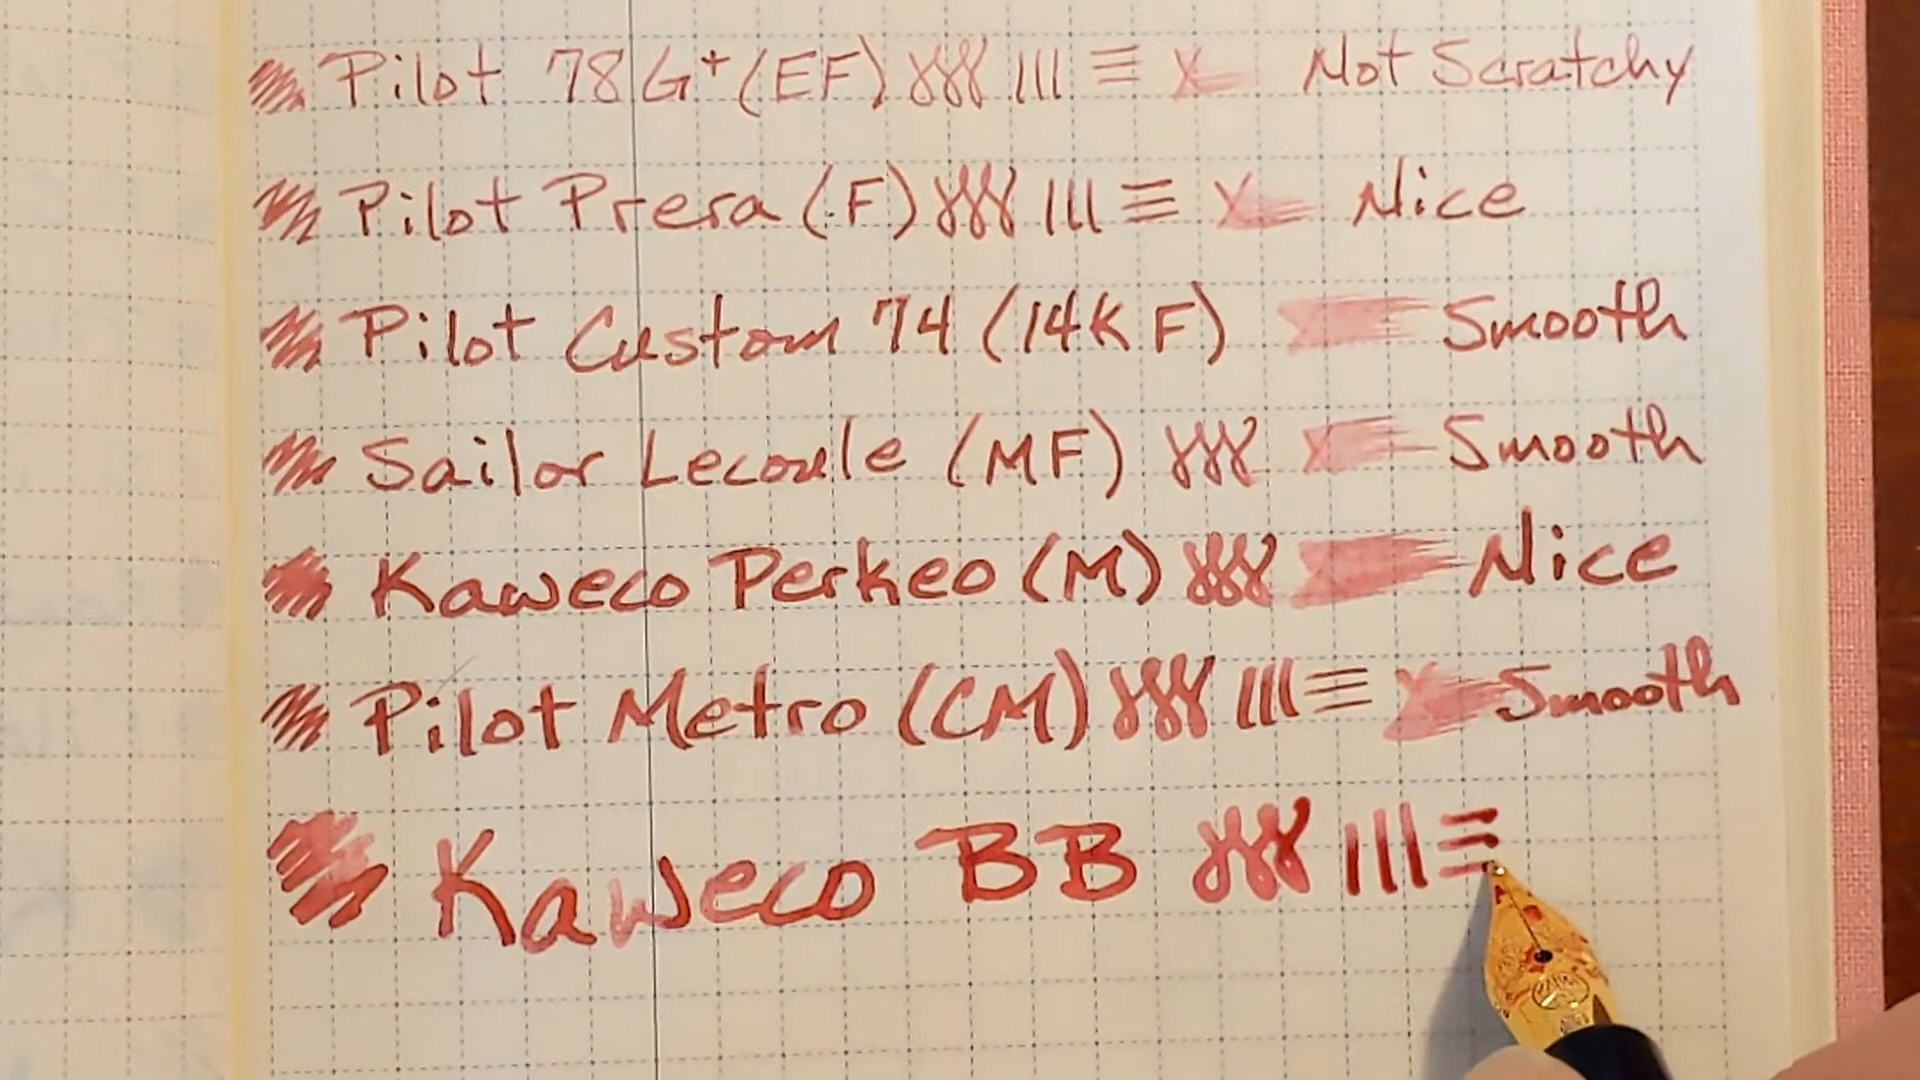 Pilot 78G+ (EF) Not Scratchy
Pilot Prera (F) Nice
Pilot Custom 74 (14K F) Smooth
Sailor Lecoule (MF) Smooth
Kaweco Perkeo (M) Nice
Pilot Metro (CM) Smooth
Kaweco BB